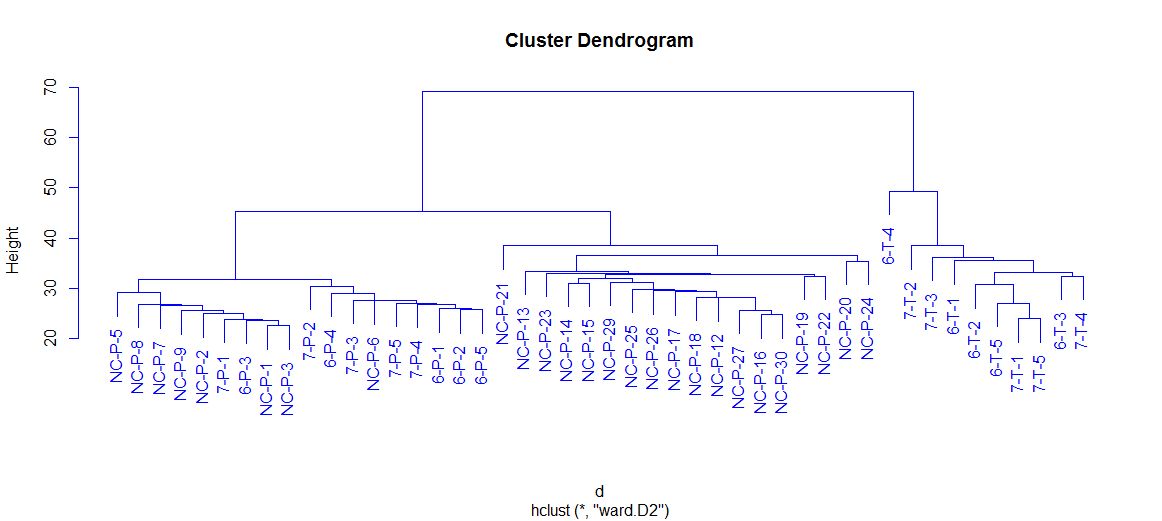 Cluster Dendrogram
Height
70
60
50
40
30
20
NC-P-5
NC-P-8
NC-P-7
NC-P-9
NC-P-2
7-P-1
6-P-3
NC-P-1
NC-P-3
7-P-2
6-P-4
7-P-3
NC-P-6
7-P-5
7-P-4
6-P-1
6-P-2
6-P-5
NC-P-21
NC-P-13
NC-P-23
NC-P-14
NC-P-15
NC-P-29
NC-P-25
NC-P-26
NC-P-17
NC-P-18
NC-P-12
NC-P-27
NC-P-16
NC-P-30
NC-P-19
NC-P-22
NC-P-20
NC-P-24
6-T-4
7-T-2
7-T-3
6-T-1
6-T-2
6-T-5
7-T-1
7-T-5
6-T-3
7-T-4
d
hclust (*, "ward.D2")